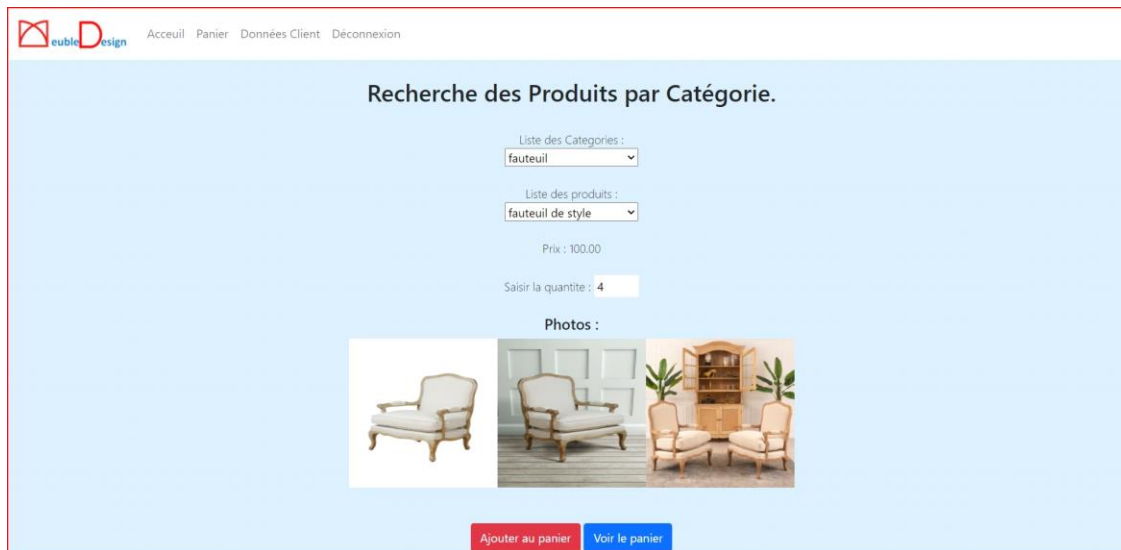 MeubleDesign
Acceuil Panier Données Client Déconnexion
Recherche des Produits par Catégorie.
Liste des Categories :
fauteuil
Liste des produits :
fauteuil de style
Prix : 100.00
Saisir la quantite : 4
Photos :
Ajouter au panier Voir le panier